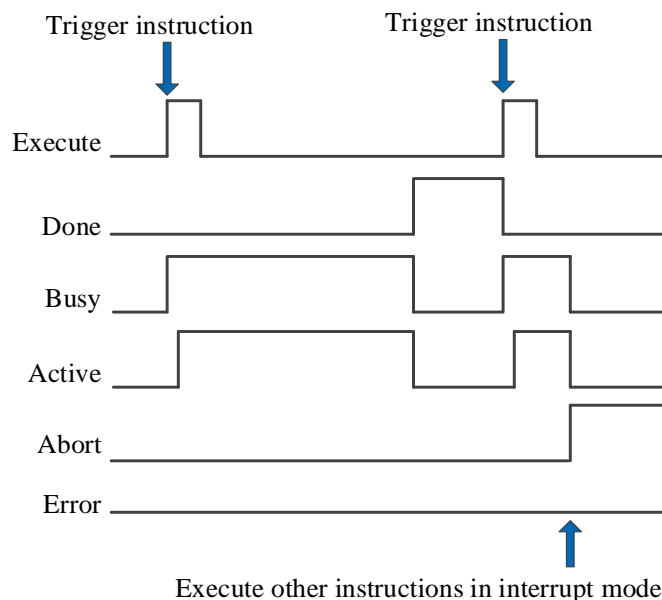 Trigger instruction
Trigger instruction
Execute
Done
Busy
Active
Abort
Error
Execute other instructions in interrupt mode